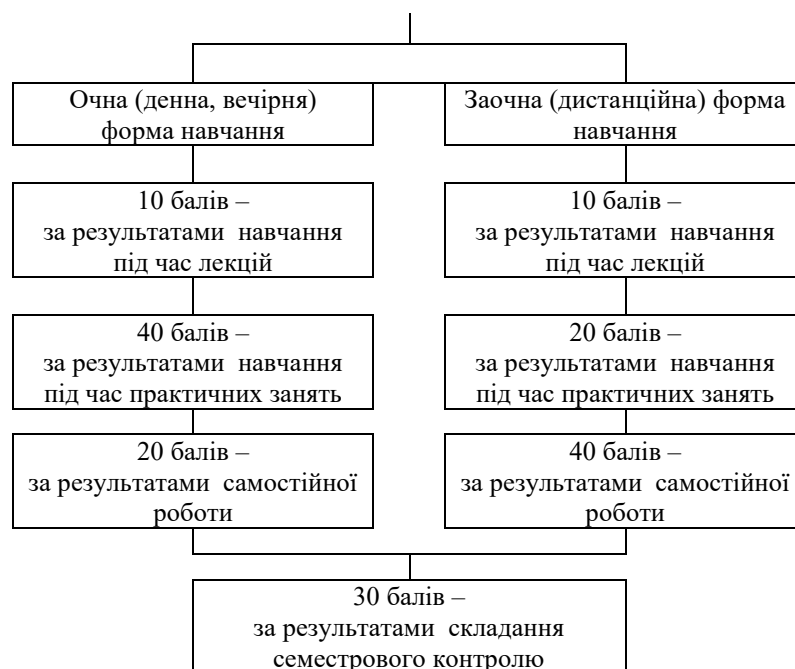 Очна (денна, вечірня)
форма навчання
Заочна (дистанційна) форма
навчання
10 балів –
за результатами навчання
під час лекцій
10 балів –
за результатами навчання
під час лекцій
40 балів –
за результатами навчання
під час практичних занять
20 балів –
за результатами навчання
під час практичних занять
20 балів –
за результатами самостійної
роботи
40 балів –
за результатами самостійної
роботи
30 балів –
за результатами складання
семестрового контролю